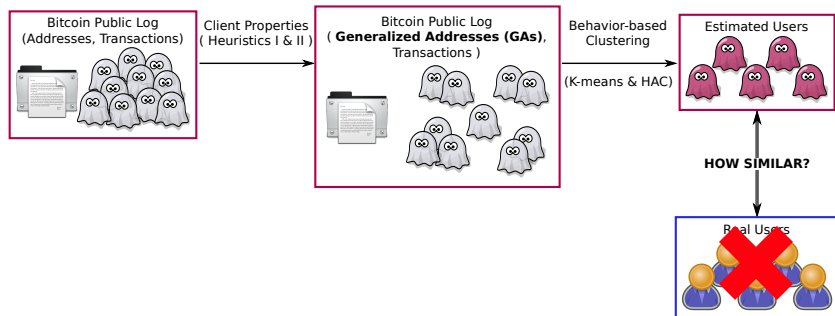 Bitcoin Public Log
(Addresses, Transactions)
Client Properties
( Heuristics I & II )
Bitcoin Public Log
( Generalized Addresses (GAs),
Transactions )
Behavior-based
Clustering
(K-means & HAC)
Estimated Users
HOW SIMILAR?
Real Users